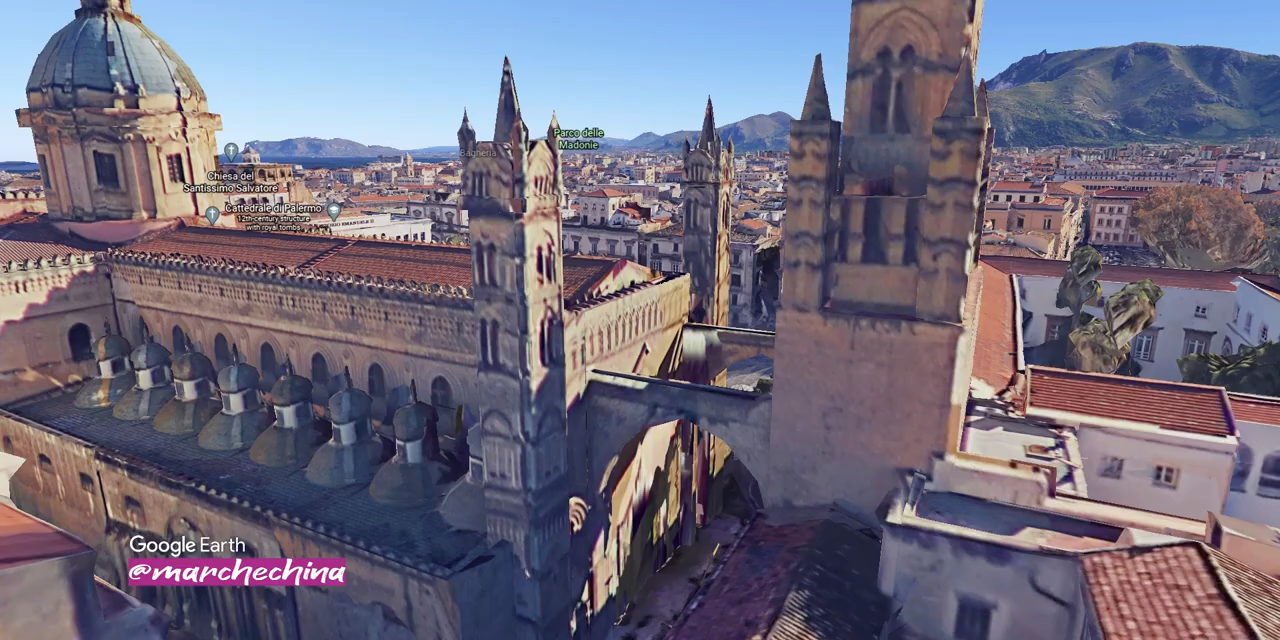 Parco delle
Madonie
Bagheria
Chiesa del
Santissimo Salvatore
Cattedrale di Palermo
12th-century structure
with royal tombs
Google Earth
@marchechina